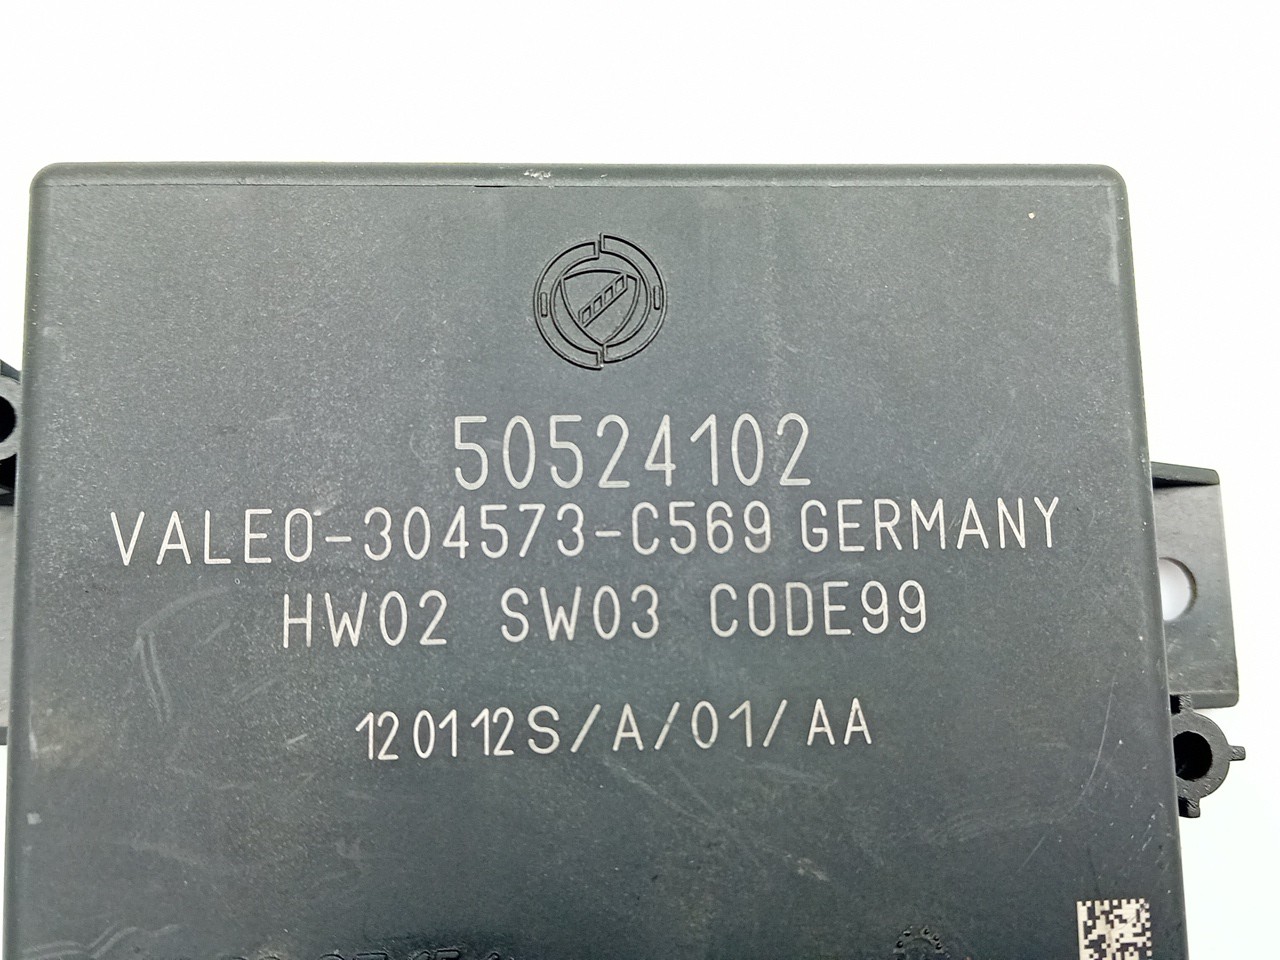 50524102
VALEO-304573-C569 GERMANY
HW02 SW03 CODE99
120112S/A/01/AA